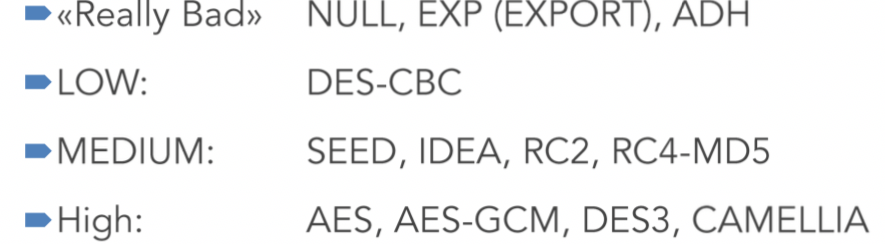 «Really Bad» NULL, EXP (EXPORT), ADH
LOW: DES-CBC
MEDIUM: SEED, IDEA, RC2, RC4-MD5
High: AES, AES-GCM, DES3, CAMELLIA